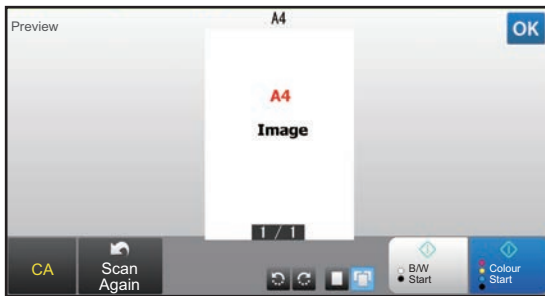 Preview
A4
OK
A4
Image
1 / 1
CA
Scan
Again
B/W
Start
Colour
Start